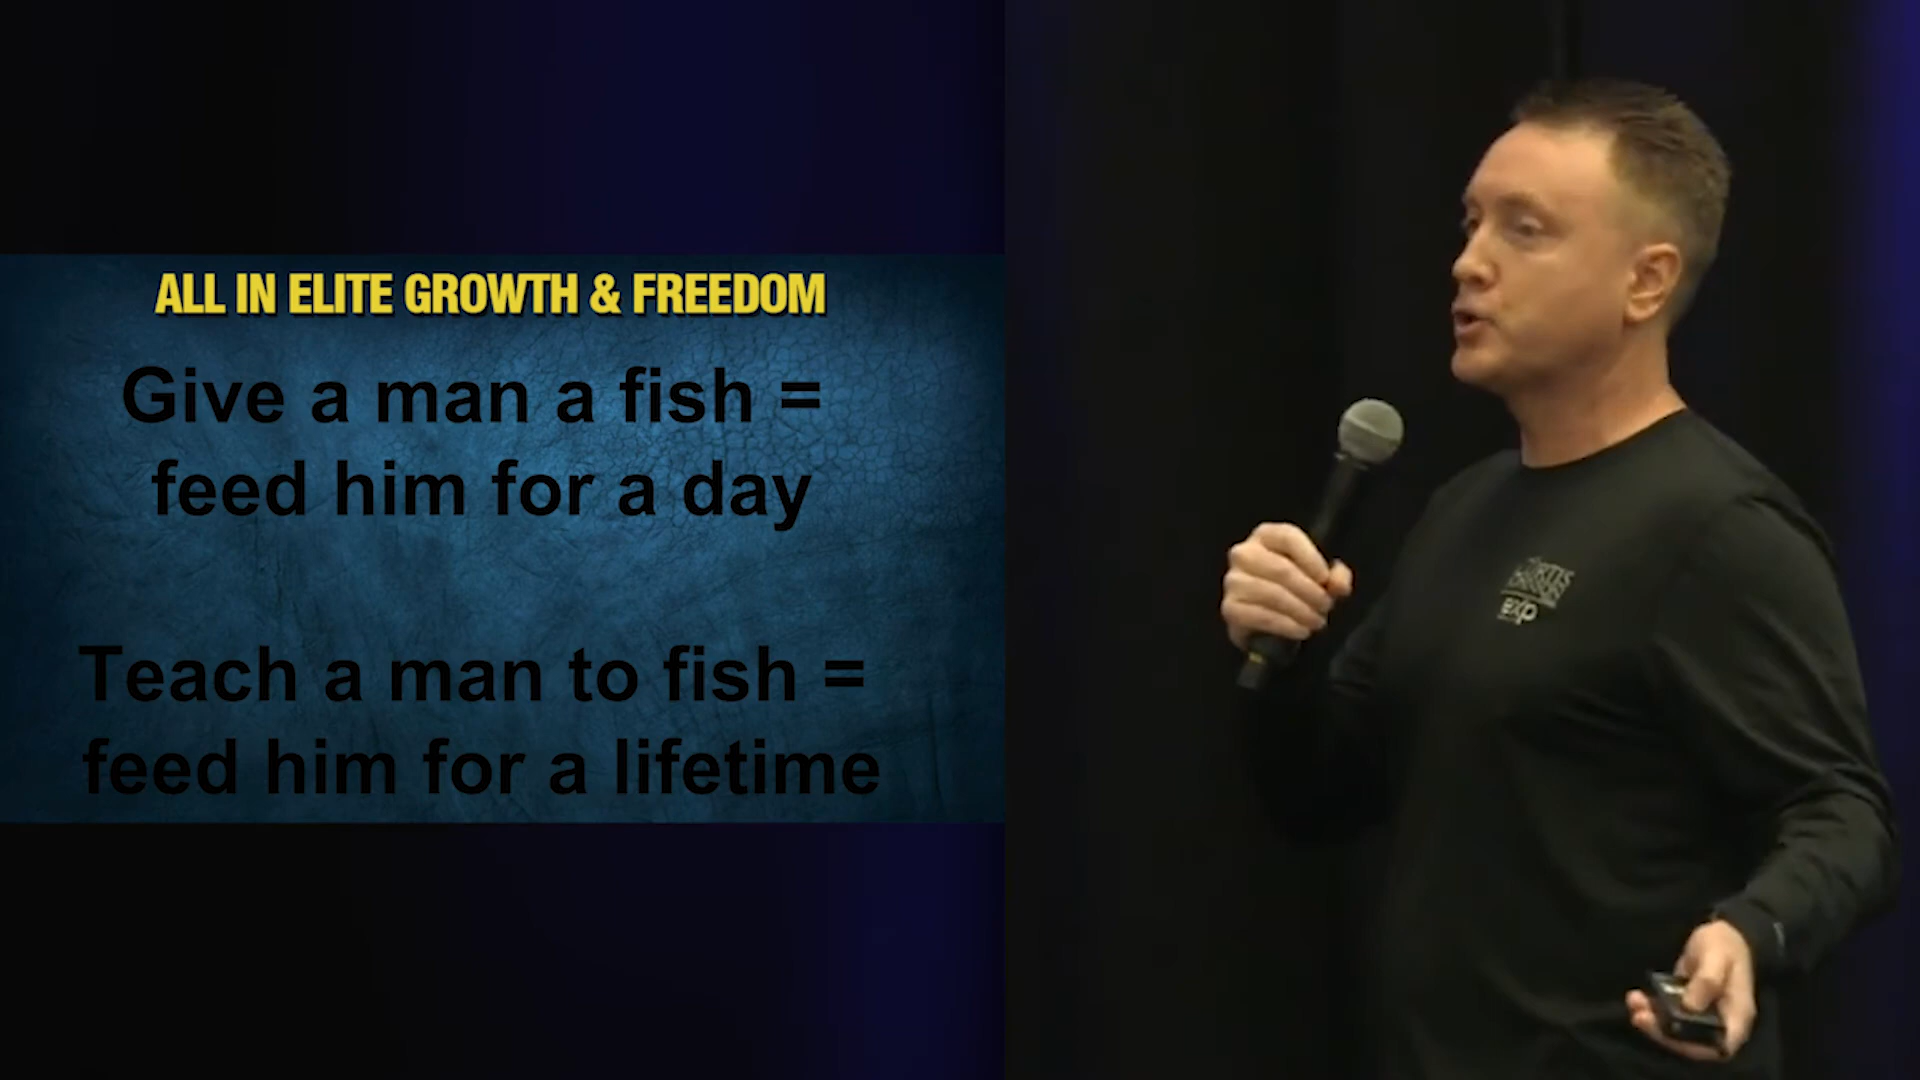 ALL IN ELITE GROWTH & FREEDOM
Give a man a fish =
feed him for a day
Teach a man to fish =
feed him for a lifetime
exp